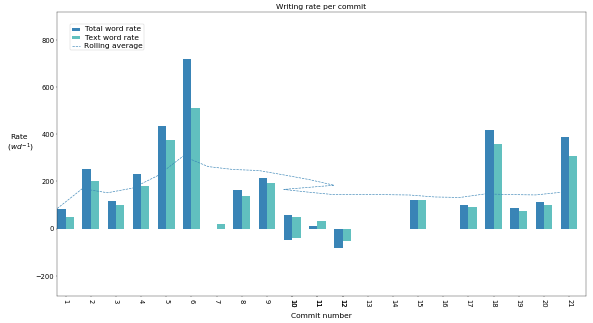 Writing rate per commit
Total word rate
Text word rate
Rolling average
Rate
(wd⁻¹)
800
600
400
200
0
−200
1 2 3 4 5 6 7 8 9 10 11 12 13 14 15 16 17 18 19 20 21
Commit number